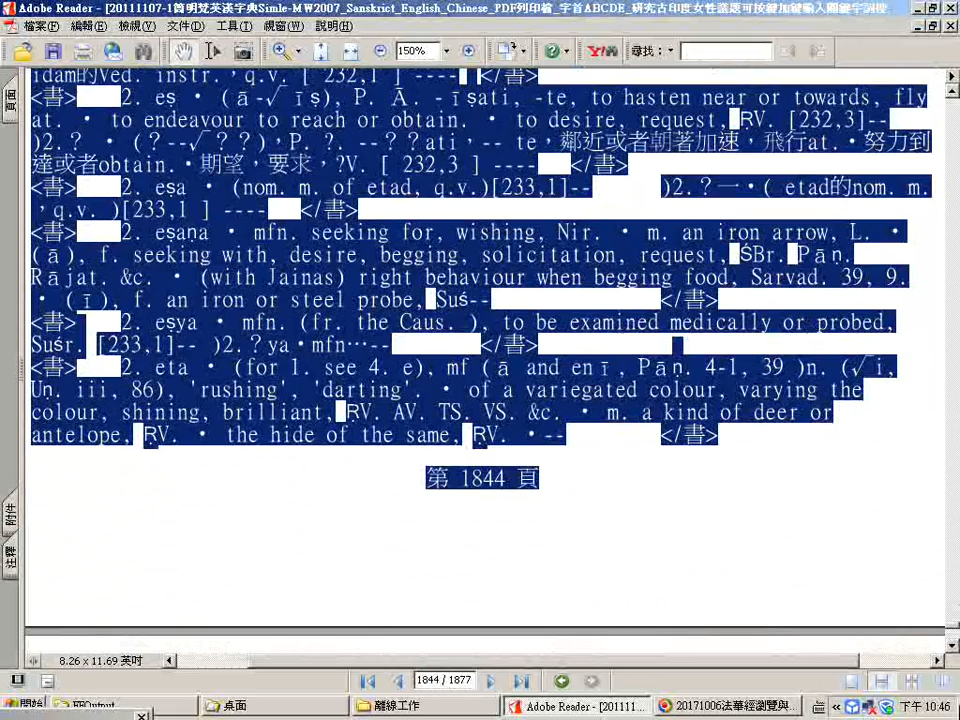 Adobe Reader - [20111107-1簡明梵英漢字典Simle-MW2007_Sanskrict_English_Chinese_PDF列印檔_字首ABCDE_研究古印度女性議題可按鍵
檔案(F) 編輯(E) 檢視(V) 文件(D) 工具(T) 視窗(W) 說明(H)
150% 尋找：
idam的Ved. instr.，q.v. [ 232,1 ] ---- </書>
<書> 2. eṣ • (ā-√ īṣ), P. Ā. -īṣati, -te, to hasten near or towards, fly
at. • to endeavour to reach or obtain. • to desire, request, ṚV. [232,3]--
)2.? • (?--√??)，P. ?. --??ati，-- te，鄰近或者朝著加速，飛行at.•努力到
達或者obtain.•期望，要求，?V. [ 232,3 ] ---- </書>
<書> 2. eṣa • (nom. m. of etad, q.v.)[233,1]-- )2.?一•( etad的nom. m.
，q.v. )[233,1 ] ---- </書>
<書> 2. eṣaṇa • mfn. seeking for, wishing, Nir. • m. an iron arrow, L. •
(ā), f. seeking with, desire, begging, solicitation, request, ŚBr. Pāṇ.
Rājat. &c. • (with Jainas) right behaviour when begging food, Sarvad. 39, 9.
• (ī), f. an iron or steel probe, Suś-- </書>
<書> 2. eṣya • mfn. (fr. the Caus. ), to be examined medically or probed,
Suśr. [233,1]-- )2.?ya•mfn…-- </書>
<書> 2. eta • (for 1. see 4. e), mf (ā and enī, Pāṇ. 4-1, 39 )n. (√i,
Uṇ. iii, 86), 'rushing', 'darting'. • of a variegated colour, varying the
colour, shining, brilliant, ṚV. AV. TS. VS. &c. • m. a kind of deer or
antelope, ṚV. • the hide of the same, ṚV. •-- </書>
第 1844 頁
頁面
附件
注釋
8.26 x 11.69 英吋
1844 / 1877
開始 FFOutput 桌面 離線工作 Adobe Reader - [201111... 20171006法華經瀏覽與... 下午 10:46